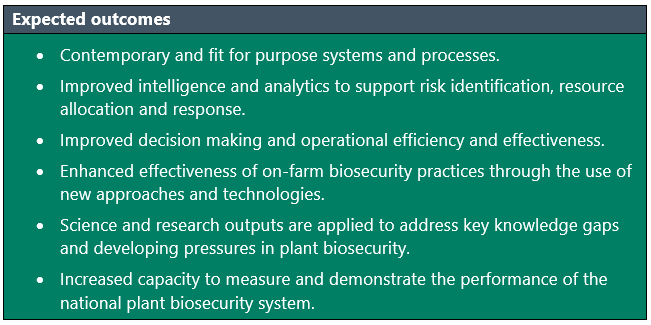 Expected outcomes
• Contemporary and fit for purpose systems and processes.
• Improved intelligence and analytics to support risk identification, resource
allocation and response.
• Improved decision making and operational efficiency and effectiveness.
• Enhanced effectiveness of on-farm biosecurity practices through the use of
new approaches and technologies.
• Science and research outputs are applied to address key knowledge gaps
and developing pressures in plant biosecurity.
• Increased capacity to measure and demonstrate the performance of the
national plant biosecurity system.